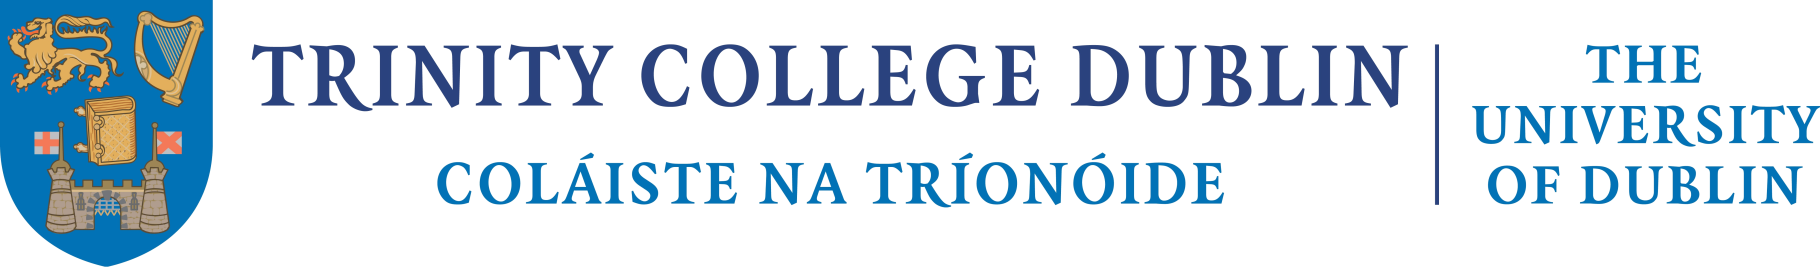 TRINITY COLLEGE DUBLIN
COLÁISTE NA TRÍONÓIDE
THE
UNIVERSITY
OF DUBLIN